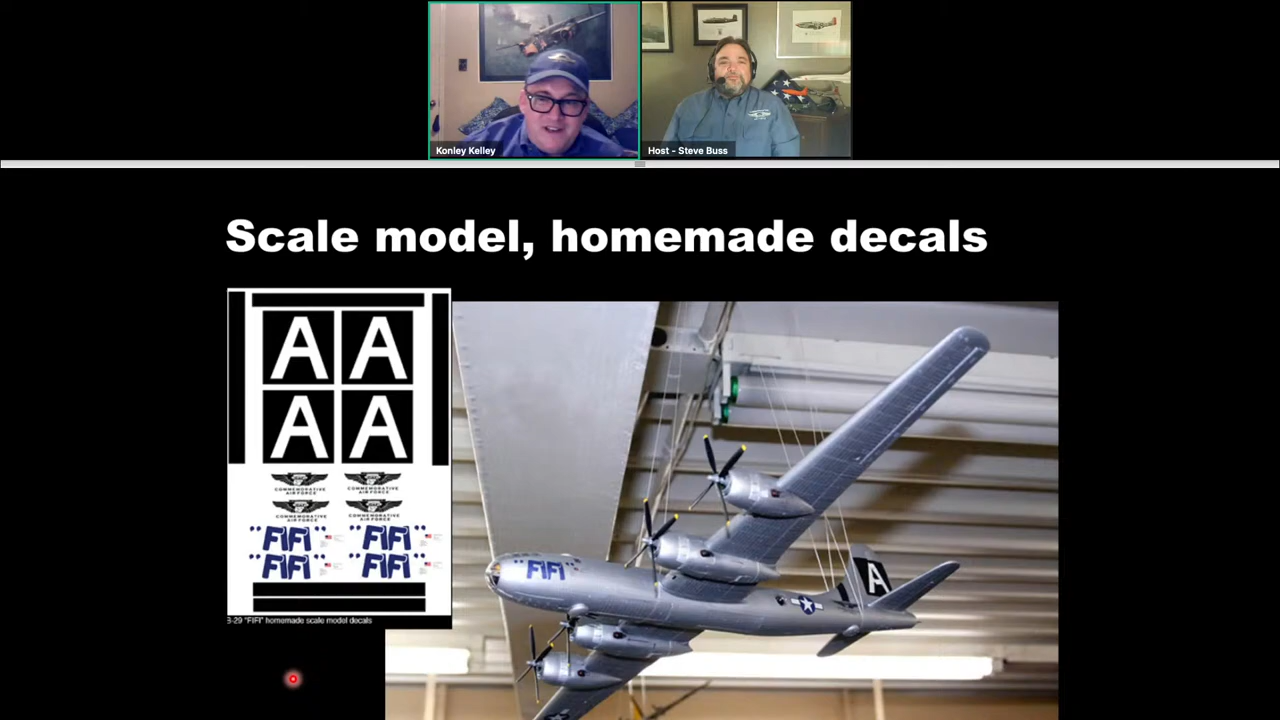 Konley Kelley
Host - Steve Buss
Scale model, homemade decals
A A
A A
COMMEMORATIVE AIR FORCE
COMMEMORATIVE AIR FORCE
COMMEMORATIVE AIR FORCE
COMMEMORATIVE AIR FORCE
"FIFI" "FIFI"
"FIFI" "FIFI"
B-29 "FIFI" homemade scale model decals
"FIFI"
A